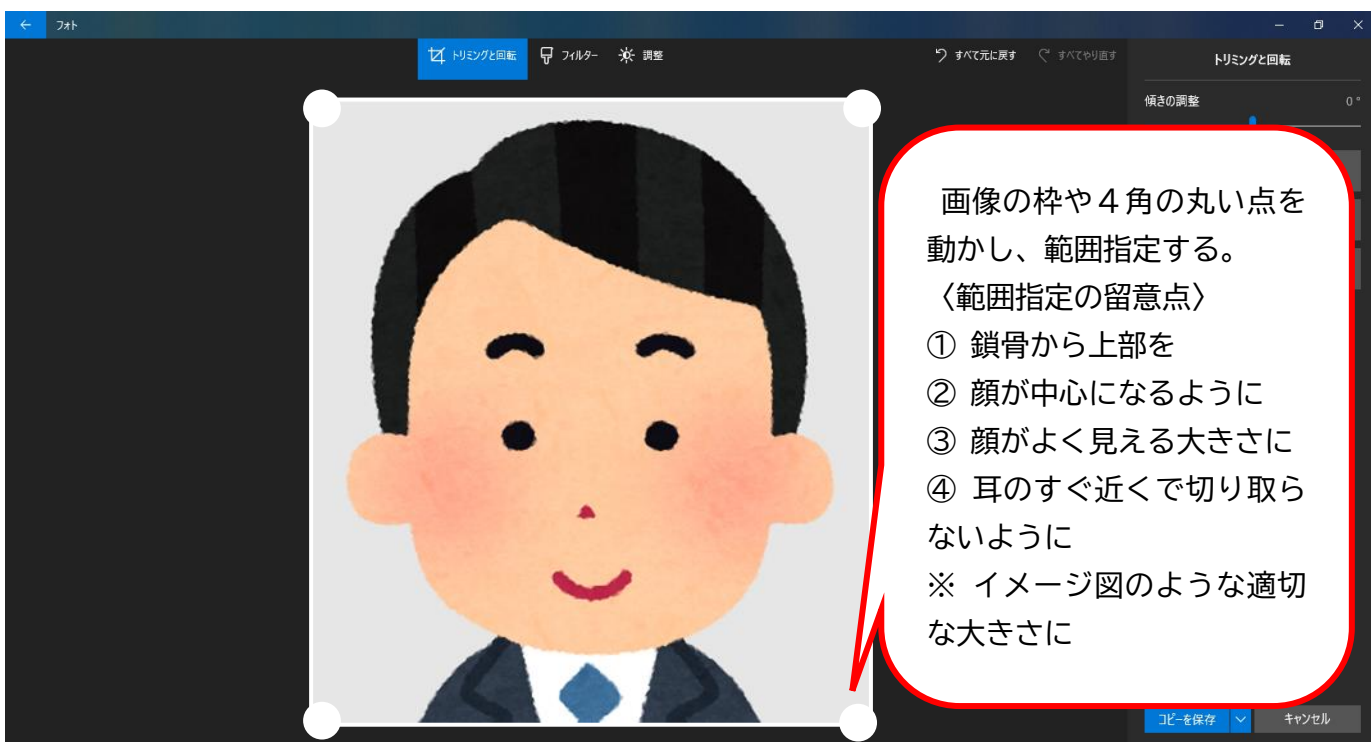 フォト
トリミングと回転 フィルター 調整 すべて元に戻す すべてやり直す トリミングと回転
傾きの調整 0°
画像の枠や４角の丸い点を
動かし、範囲指定する。
〈範囲指定の留意点〉
① 鎖骨から上部を
② 顔が中心になるように
③ 顔がよく見える大きさに
④ 耳のすぐ近くで切り取ら
ないように
※ イメージ図のような適切
な大きさに
コピーを保存 キャンセル